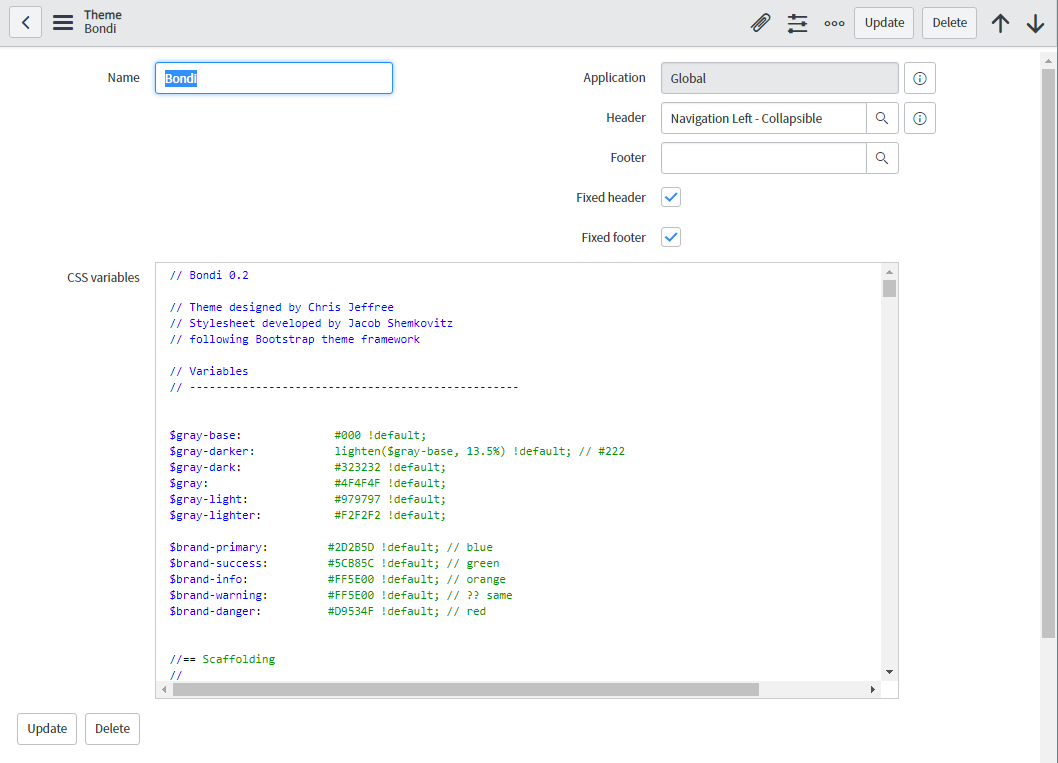 Theme
Bondi
Update
Delete
Name
Bondi
Application
Global
Header
Navigation Left - Collapsible
Footer
Fixed header
Fixed footer
CSS variables
// Bondi 0.2
// Theme designed by Chris Jeffree
// Stylesheet developed by Jacob Shemkovitz
// following Bootstrap theme framework
// Variables
// --------------------------------------------------
$gray-base: #000 !default;
$gray-darker: lighten($gray-base, 13.5%) !default; // #222
$gray-dark: #323232 !default;
$gray: #4F4F4F !default;
$gray-light: #979797 !default;
$gray-lighter: #F2F2F2 !default;
$brand-primary: #2D2B5D !default; // blue
$brand-success: #5CB85C !default; // green
$brand-info: #FF5E00 !default; // orange
$brand-warning: #FF5E00 !default; // ?? same
$brand-danger: #D9534F !default; // red
//== Scaffolding
//
Update
Delete